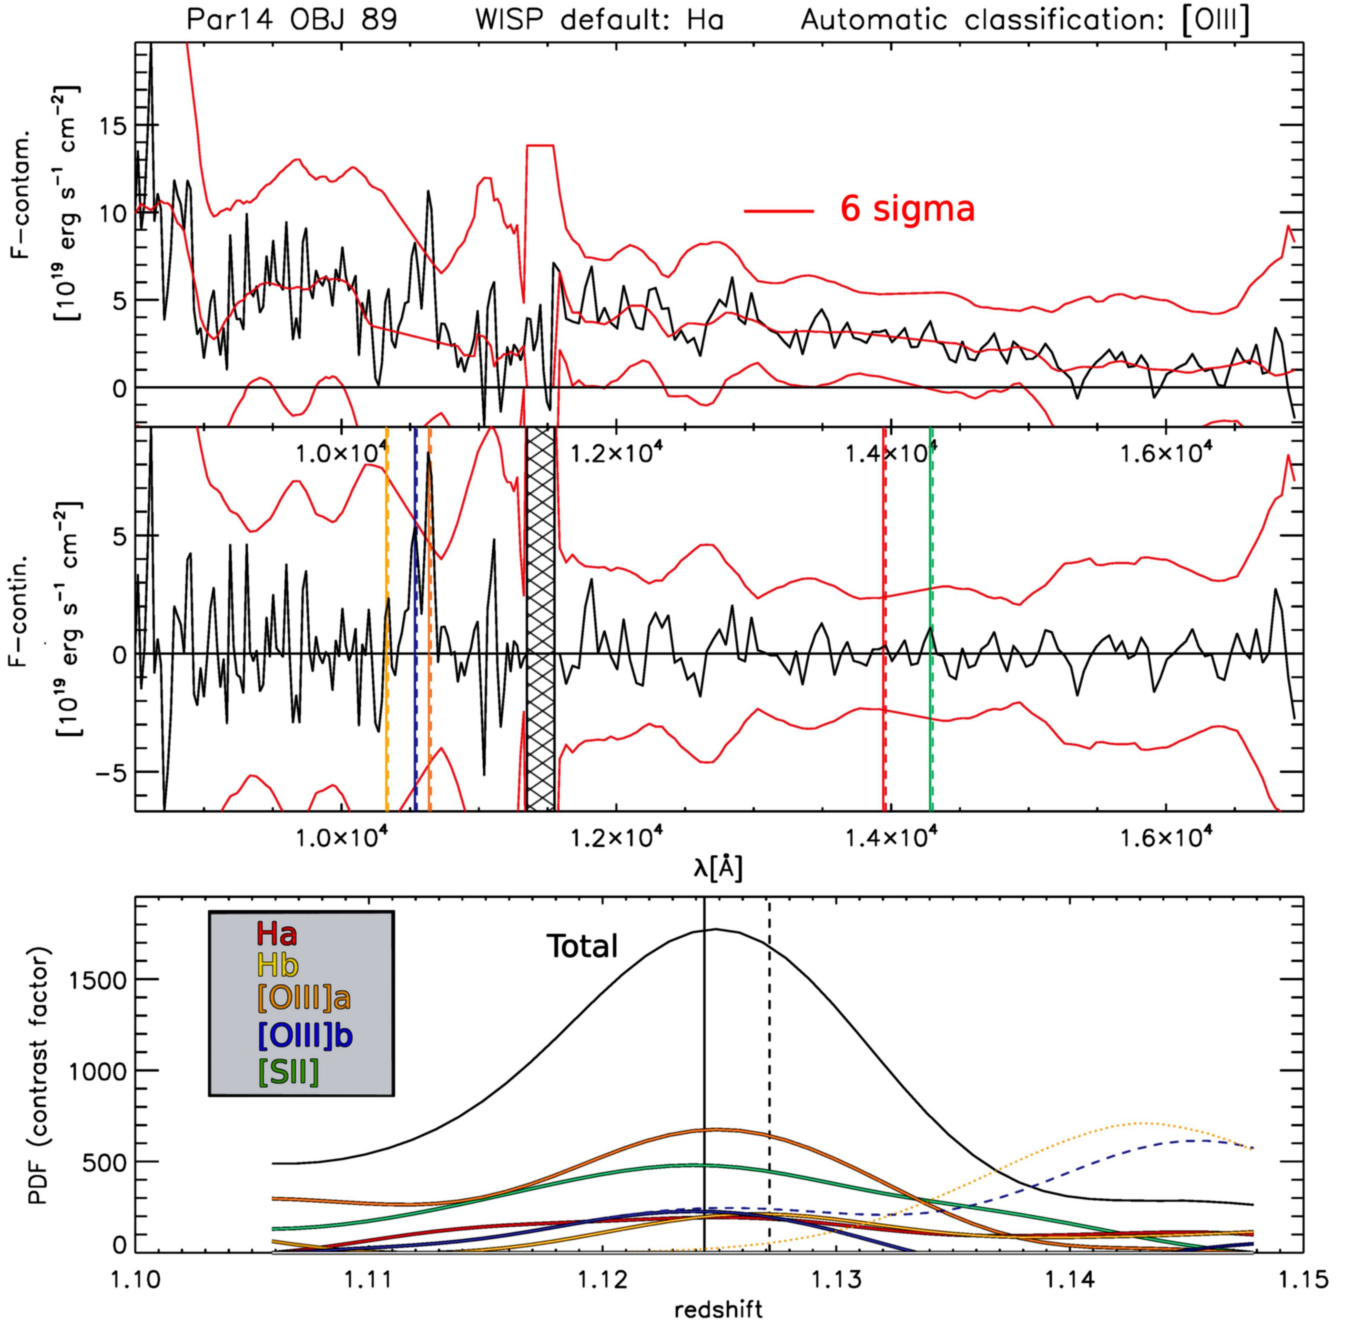 Par14 OBJ 89 WISP default: Ha Automatic classification: [OIII]
F-contam.
[10¹⁹ erg s⁻¹ cm⁻²]
15
10
5
0
6 sigma
1.0×10⁴ 1.2×10⁴ 1.4×10⁴ 1.6×10⁴
F-contin.
[10¹⁹ erg s⁻¹ cm⁻²]
5
0
−5
1.0×10⁴ 1.2×10⁴ 1.4×10⁴ 1.6×10⁴
λ[Å]
PDF (contrast factor)
1500
1000
500
0
Ha
Hb
[OIII]a
[OIII]b
[SII]
Total
1.10 1.11 1.12 1.13 1.14 1.15
redshift